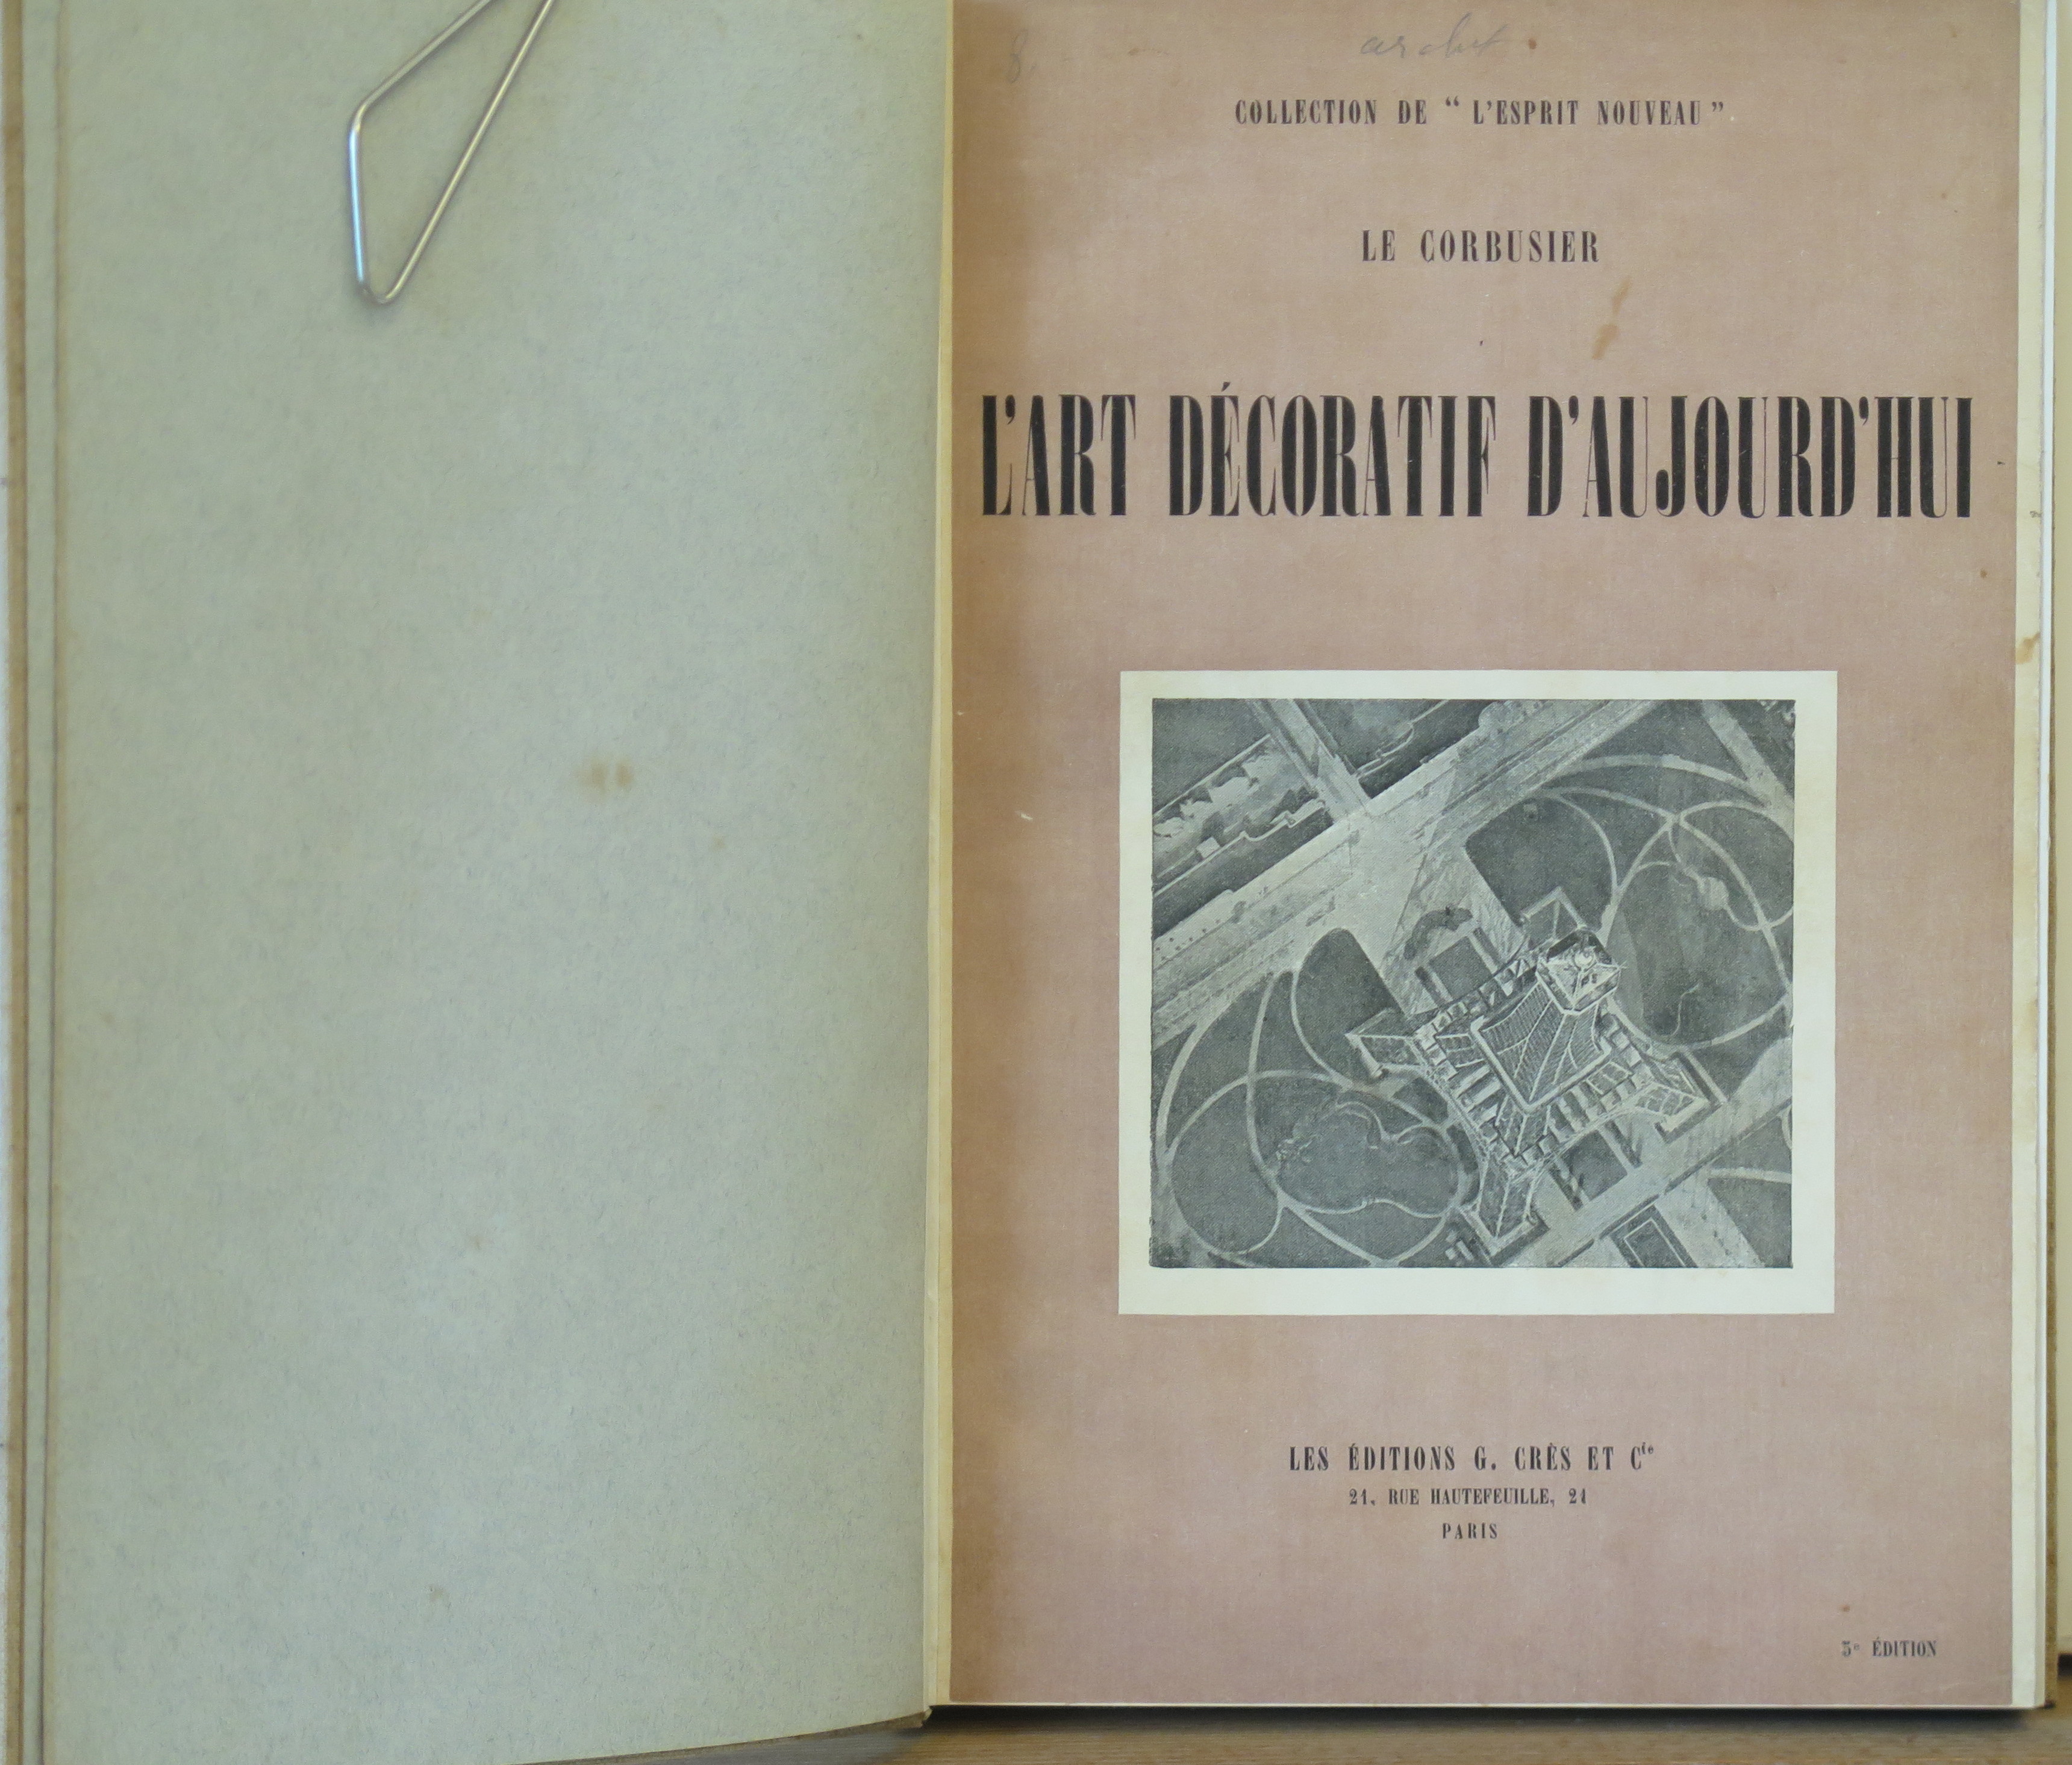 archit.
COLLECTION DE “ L'ESPRIT NOUVEAU ”
LE CORBUSIER
L'ART DÉCORATIF D'AUJOURD'HUI
LES ÉDITIONS G. CRÈS ET Cie
21, RUE HAUTEFEUILLE, 21
PARIS
5e ÉDITION